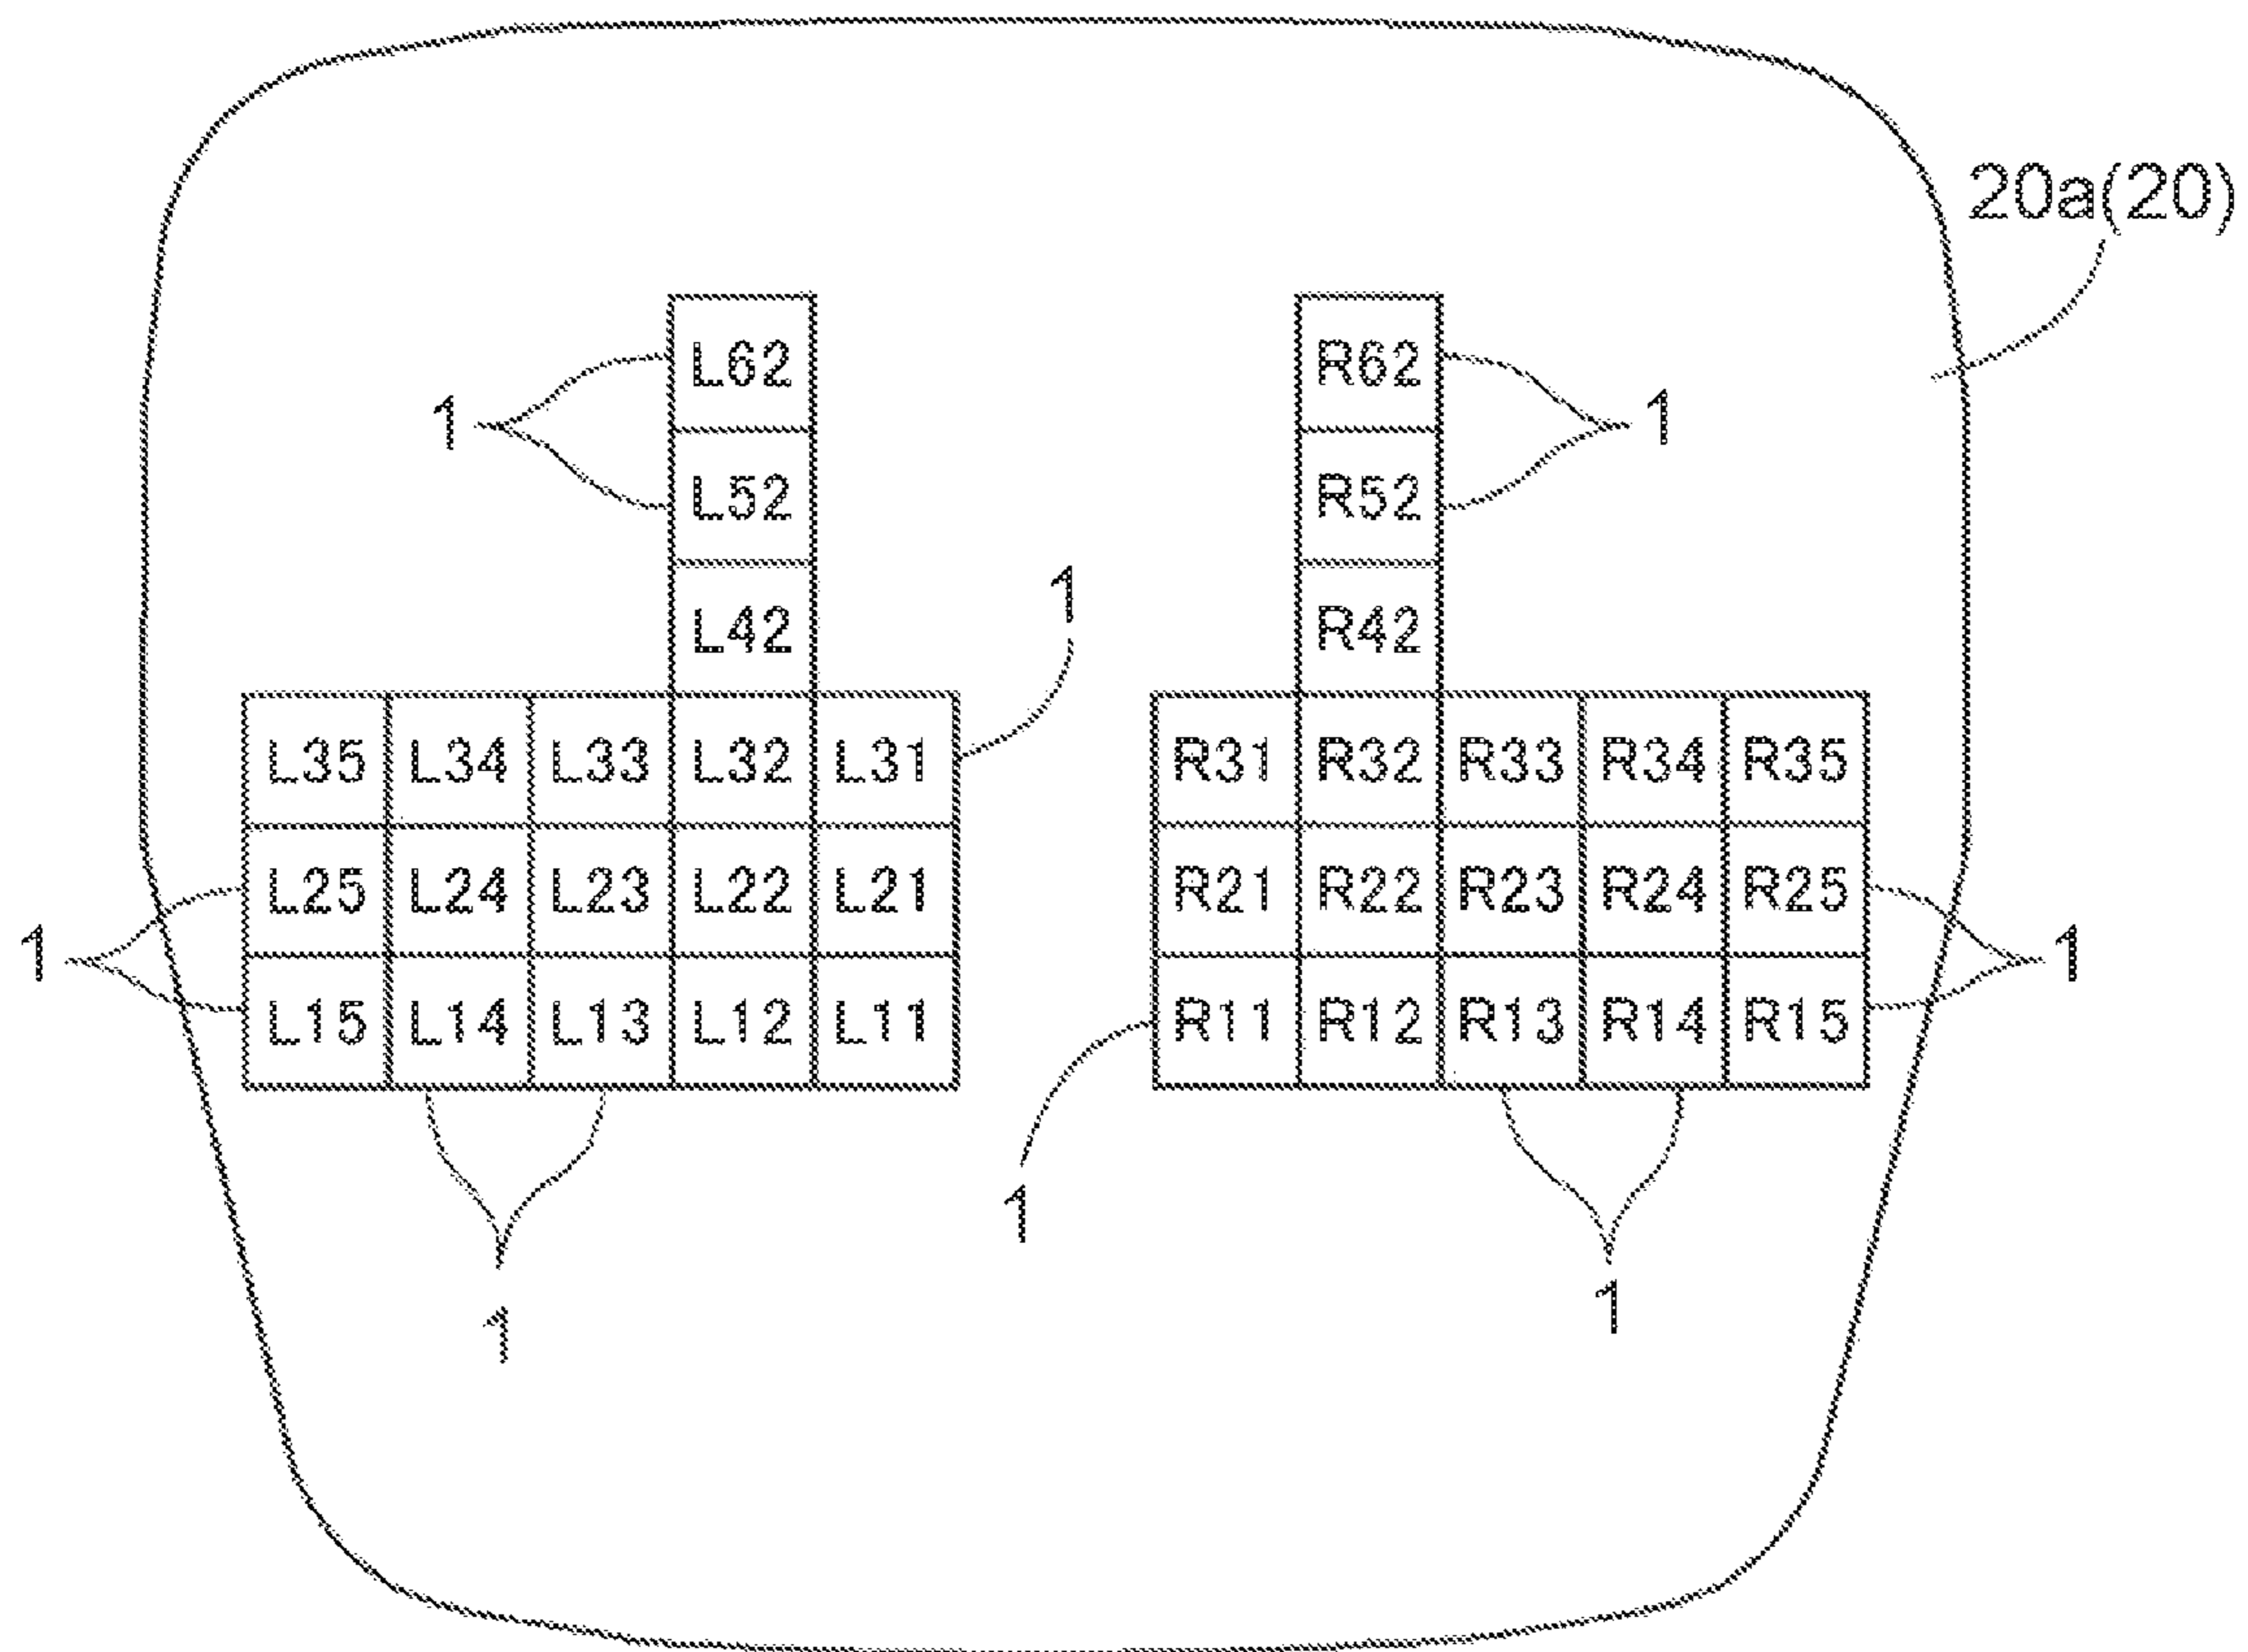 20a(20)
L62 R62
1 1
L52 R52
1
L42 R42
L35 L34 L33 L32 L31 R31 R32 R33 R34 R35
L25 L24 L23 L22 L21 R21 R22 R23 R24 R25
1 1
L15 L14 L13 L12 L11 R11 R12 R13 R14 R15
1
1 1